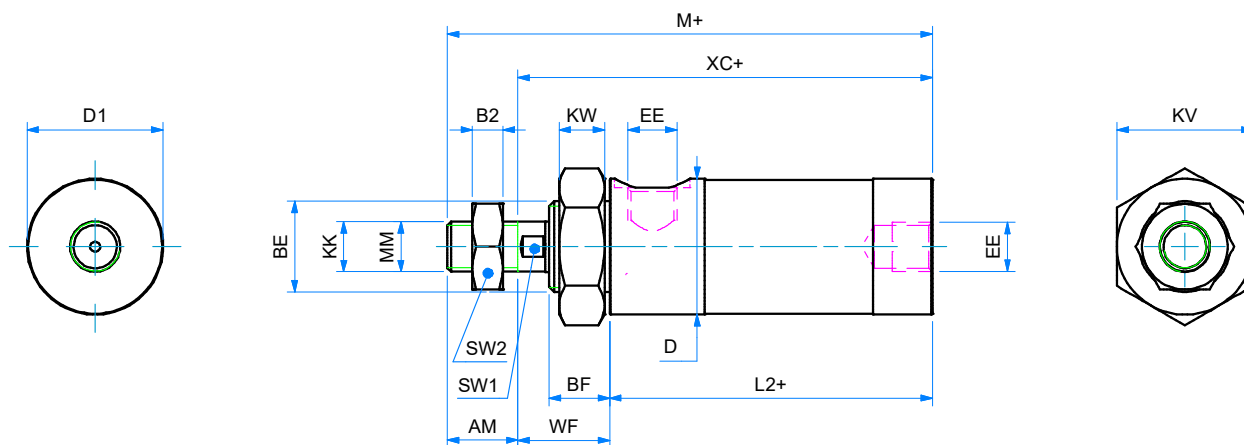 M+
XC+
D1
B2
KW
EE
KV
BE
KK
MM
EE
SW2
SW1
D
BF
L2+
AM
WF